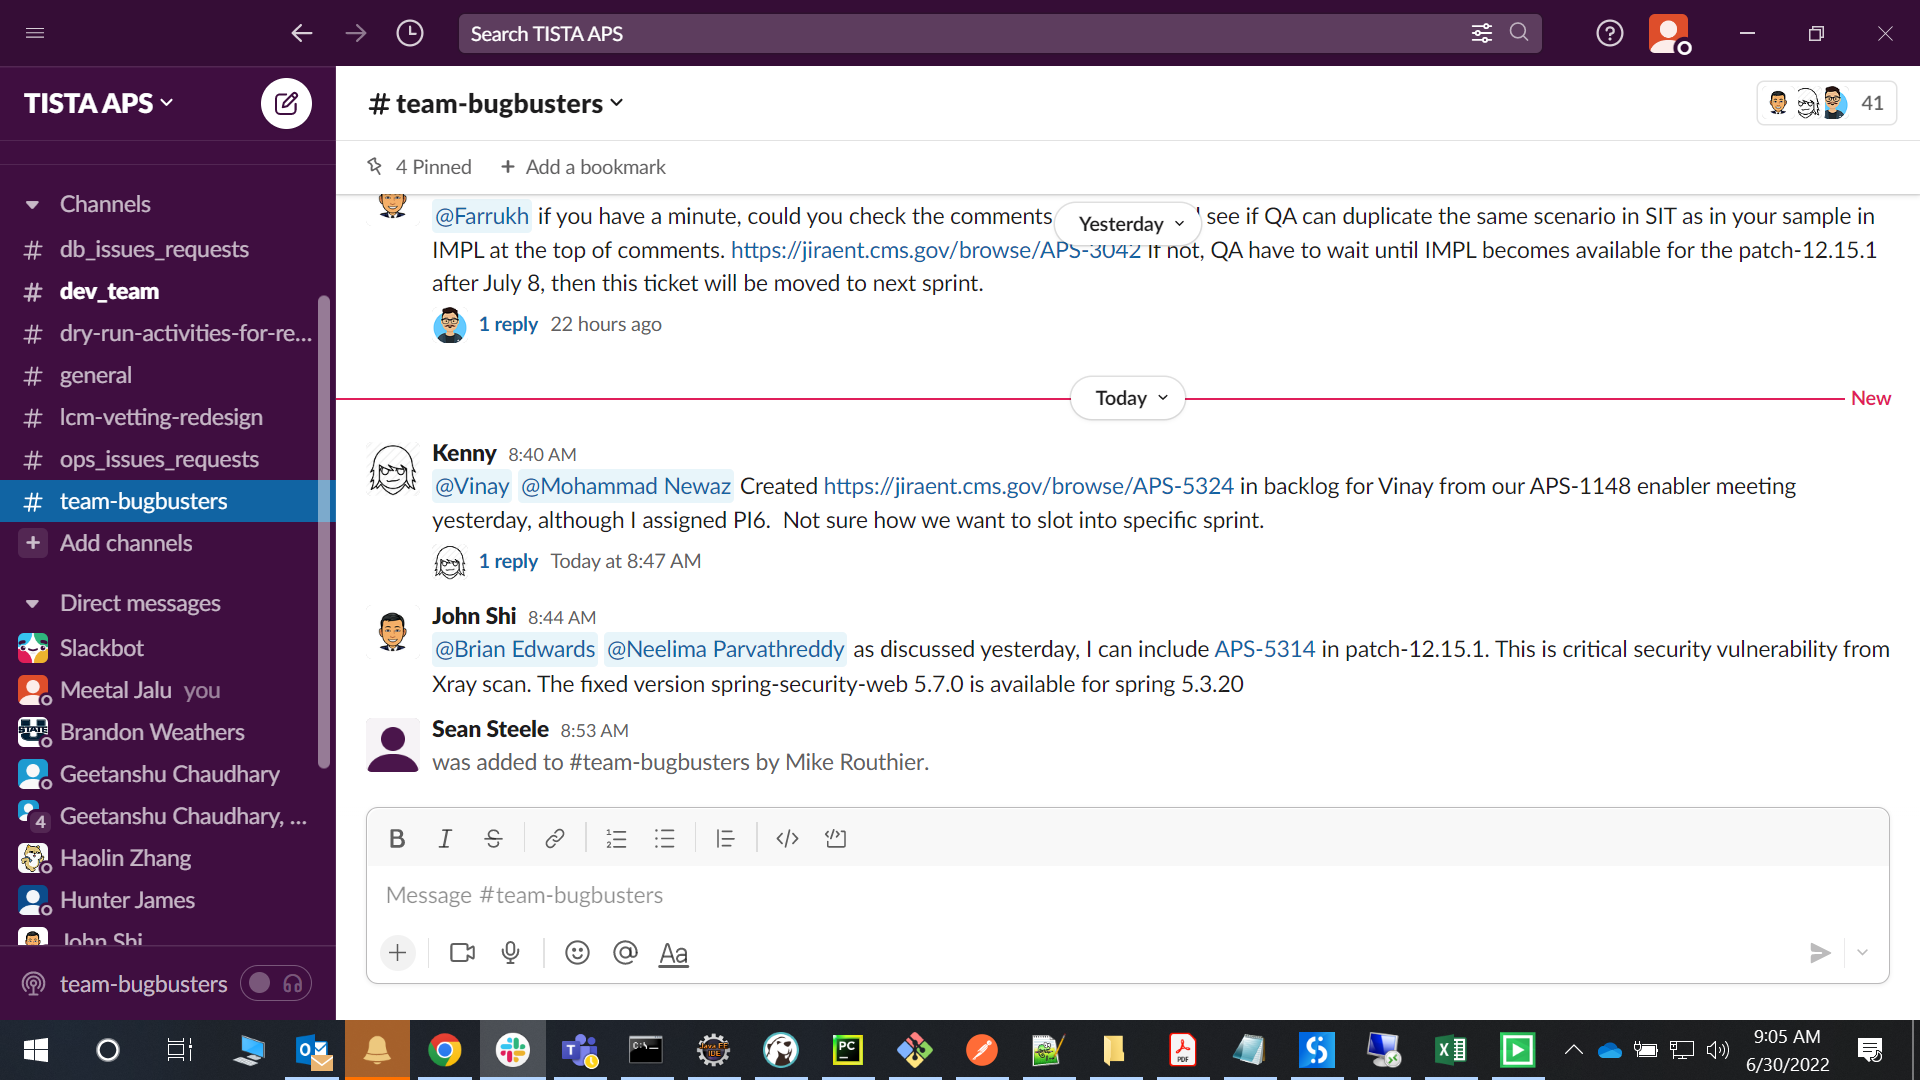 Search TISTA APS
TISTA APS
# team-bugbusters
41
4 Pinned
+ Add a bookmark
Channels
# db_issues_requests
# dev_team
# dry-run-activities-for-re...
# general
# lcm-vetting-redesign
# ops_issues_requests
# team-bugbusters
+ Add channels
Direct messages
Slackbot
Meetal Jalu you
Brandon Weathers
Geetanshu Chaudhary
4 Geetanshu Chaudhary, ...
Haolin Zhang
Hunter James
John Shi
team-bugbusters
@Farrukh if you have a minute, could you check the comments see if QA can duplicate the same scenario in SIT as in your sample in
Yesterday
IMPL at the top of comments. https://jiraent.cms.gov/browse/APS-3042 If not, QA have to wait until IMPL becomes available for the patch-12.15.1
after July 8, then this ticket will be moved to next sprint.
1 reply 22 hours ago
Today
New
Kenny 8:40 AM
@Vinay @Mohammad Newaz Created https://jiraent.cms.gov/browse/APS-5324 in backlog for Vinay from our APS-1148 enabler meeting
yesterday, although I assigned PI6. Not sure how we want to slot into specific sprint.
1 reply Today at 8:47 AM
John Shi 8:44 AM
@Brian Edwards @Neelima Parvathreddy as discussed yesterday, I can include APS-5314 in patch-12.15.1. This is critical security vulnerability from
Xray scan. The fixed version spring-security-web 5.7.0 is available for spring 5.3.20
Sean Steele 8:53 AM
was added to #team-bugbusters by Mike Routhier.
Message #team-bugbusters
Aa
9:05 AM
6/30/2022